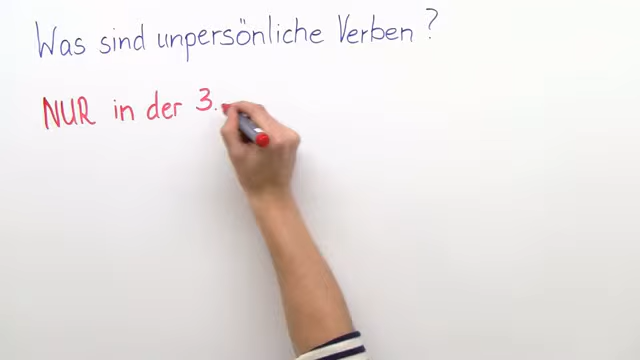 Was sind unpersönliche Verben?
NUR in der 3.